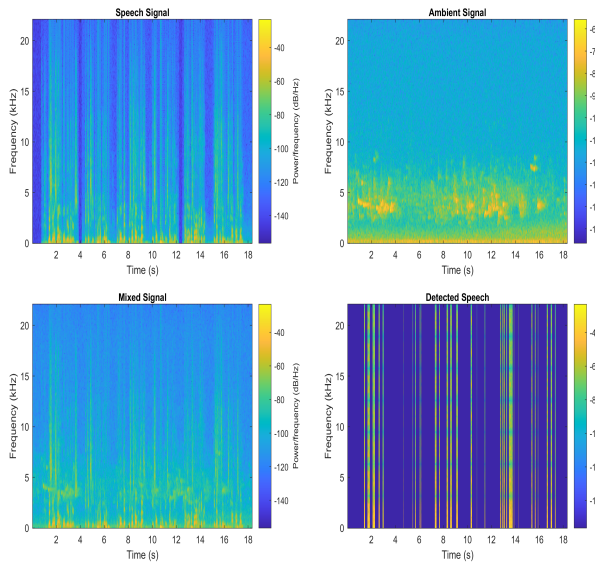 Speech Signal
Frequency (kHz)
20
15
10
5
0
2 4 6 8 10 12 14 16 18
Time (s)
-40
-60
-80
-100
-120
-140
Power/frequency (dB/Hz)
Ambient Signal
Frequency (kHz)
20
15
10
5
0
2 4 6 8 10 12 14 16 18
Time (s)
Mixed Signal
Frequency (kHz)
20
15
10
5
0
2 4 6 8 10 12 14 16 18
Time (s)
-40
-60
-80
-100
-120
-140
Power/frequency (dB/Hz)
Detected Speech
Frequency (kHz)
20
15
10
5
0
2 4 6 8 10 12 14 16 18
Time (s)
-40
-60
-80